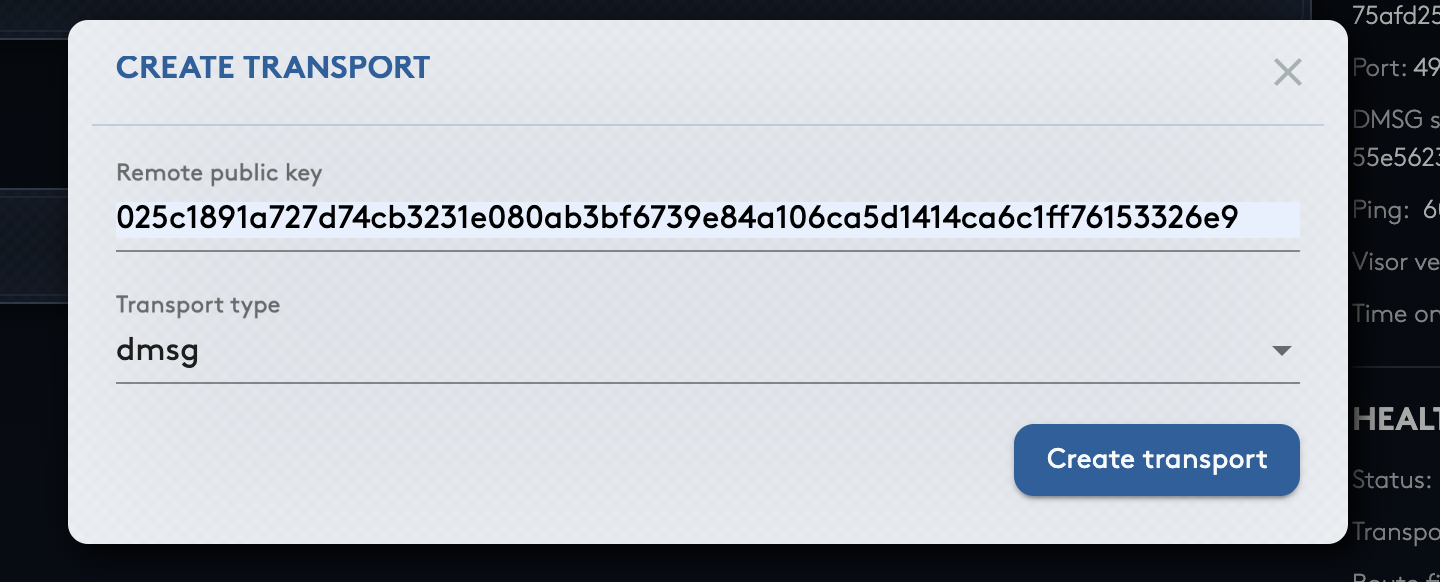 CREATE TRANSPORT
Remote public key
025c1891a727d74cb3231e080ab3bf6739e84a106ca5d1414ca6c1ff76153326e9
Transport type
dmsg
Create transport
75afd25
Port: 49
DMSG s
55e5623
Ping: 6
Visor ve
Time on
HEALT
Status:
Transpo